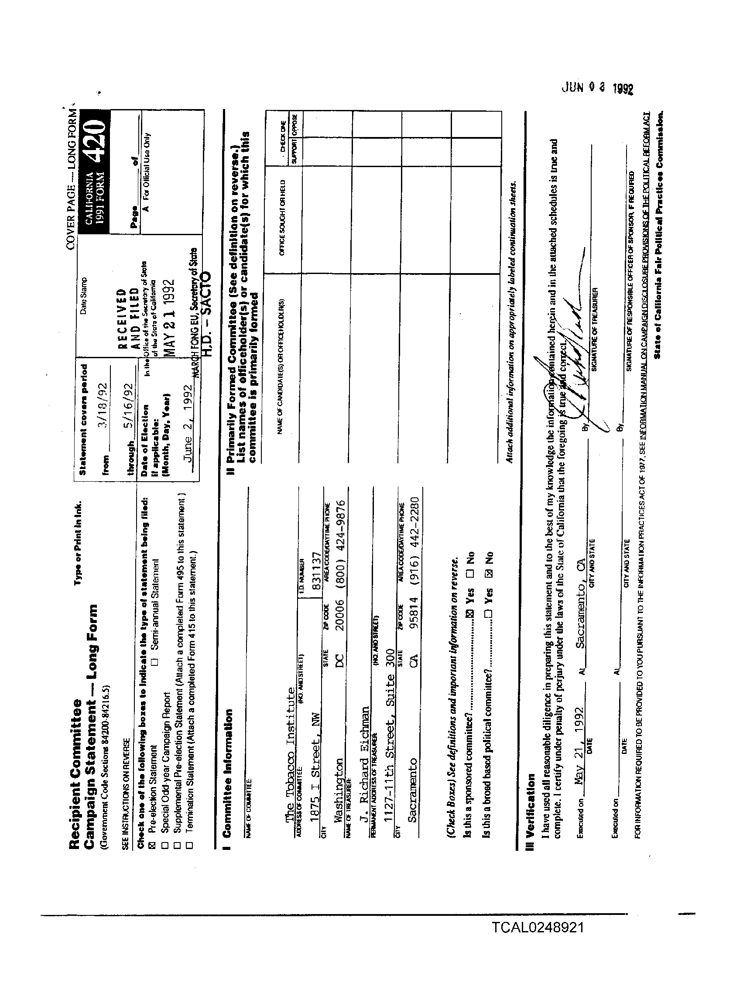 JUN 03 1992
COVER PAGE — LONG FORM
Recipient Committee
Campaign Statement — Long Form
(Government Code Sections 84200-84216.5)
Type or Print in Ink.
SEE INSTRUCTIONS ON REVERSE
Statement covers period
from 3/18/92
through 5/16/92
Date Stamp
RECEIVED
AND FILED
In the Office of the Secretary of State
of the State of California
MAY 21 1992
MARCH FONG EU, Secretary of State
H.D. - SACTO
CALIFORNIA
1991 FORM 420
Page of
A For Official Use Only
Check one of the following boxes to indicate the type of statement being filed:
☒ Pre-election Statement ☐ Semi-annual Statement
☐ Special Odd year Campaign Report
☐ Supplemental Pre-election Statement (Attach a completed Form 495 to this statement)
☐ Termination Statement (Attach a completed Form 415 to this statement.)
Date of Election
If applicable:
(Month, Day, Year)
June 2, 1992
I Committee Information
NAME OF COMMITTEE:
I.D. NUMBER
The Tobacco Institute 831137
ADDRESS OF COMMITTEE: (NO. AND STREET)
1875 I Street, NW
CITY STATE ZIP CODE AREA CODE/DAYTIME PHONE
Washington DC 20006 (800) 424-9876
NAME OF TREASURER:
J. Richard Eichman
PERMANENT ADDRESS OF TREASURER: (NO. AND STREET)
1127-11th Street, Suite 300
CITY STATE ZIP CODE AREA CODE/DAYTIME PHONE
Sacramento CA 95814 (916) 442-2280
(Check Boxes) See definitions and important information on reverse.
Is this a sponsored committee? ☒ Yes ☐ No
Is this a broad based political committee? ☐ Yes ☒ No
II Primarily Formed Committee (See definition on reverse.)
List names of officeholder(s) or candidate(s) for which this
committee is primarily formed
NAME OF CANDIDATE(S) OR OFFICEHOLDER(S)
OFFICE SOUGHT OR HELD
CHECK ONE
SUPPORT OPPOSE
Attach additional information on appropriately labeled continuation sheets.
III Verification
I have used all reasonable diligence in preparing this statement and to the best of my knowledge the information contained herein and in the attached schedules is true and
complete. I certify under penalty of perjury under the laws of the State of California that the foregoing is true and correct.
Executed on May 21, 1992 At Sacramento, CA By
DATE CITY AND STATE SIGNATURE OF TREASURER
Executed on At By
DATE CITY AND STATE SIGNATURE OF RESPONSIBLE OFFICER OF SPONSOR, IF REQUIRED
FOR INFORMATION REQUIRED TO BE PROVIDED TO YOU PURSUANT TO THE INFORMATION PRACTICES ACT OF 1977, SEE INFORMATION MANUAL ON CAMPAIGN DISCLOSURE PROVISIONS OF THE POLITICAL REFORM ACT
State of California Fair Political Practices Commission.
TCAL0248921